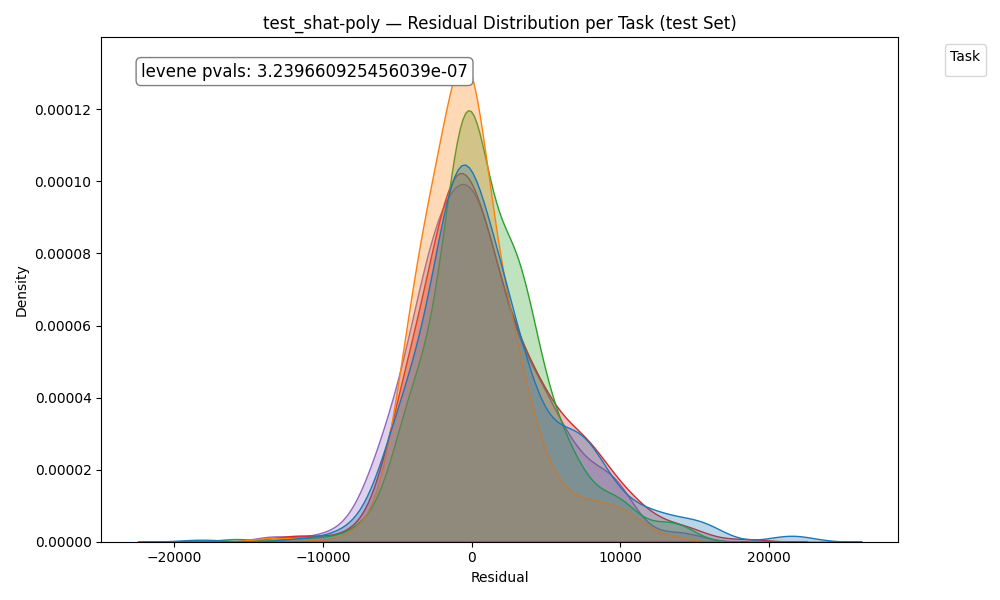 test_shat-poly — Residual Distribution per Task (test Set)
levene pvals: 3.239660925456039e-07
Task
Density
0.00012
0.00010
0.00008
0.00006
0.00004
0.00002
0.00000
−20000 −10000 0 10000 20000
Residual